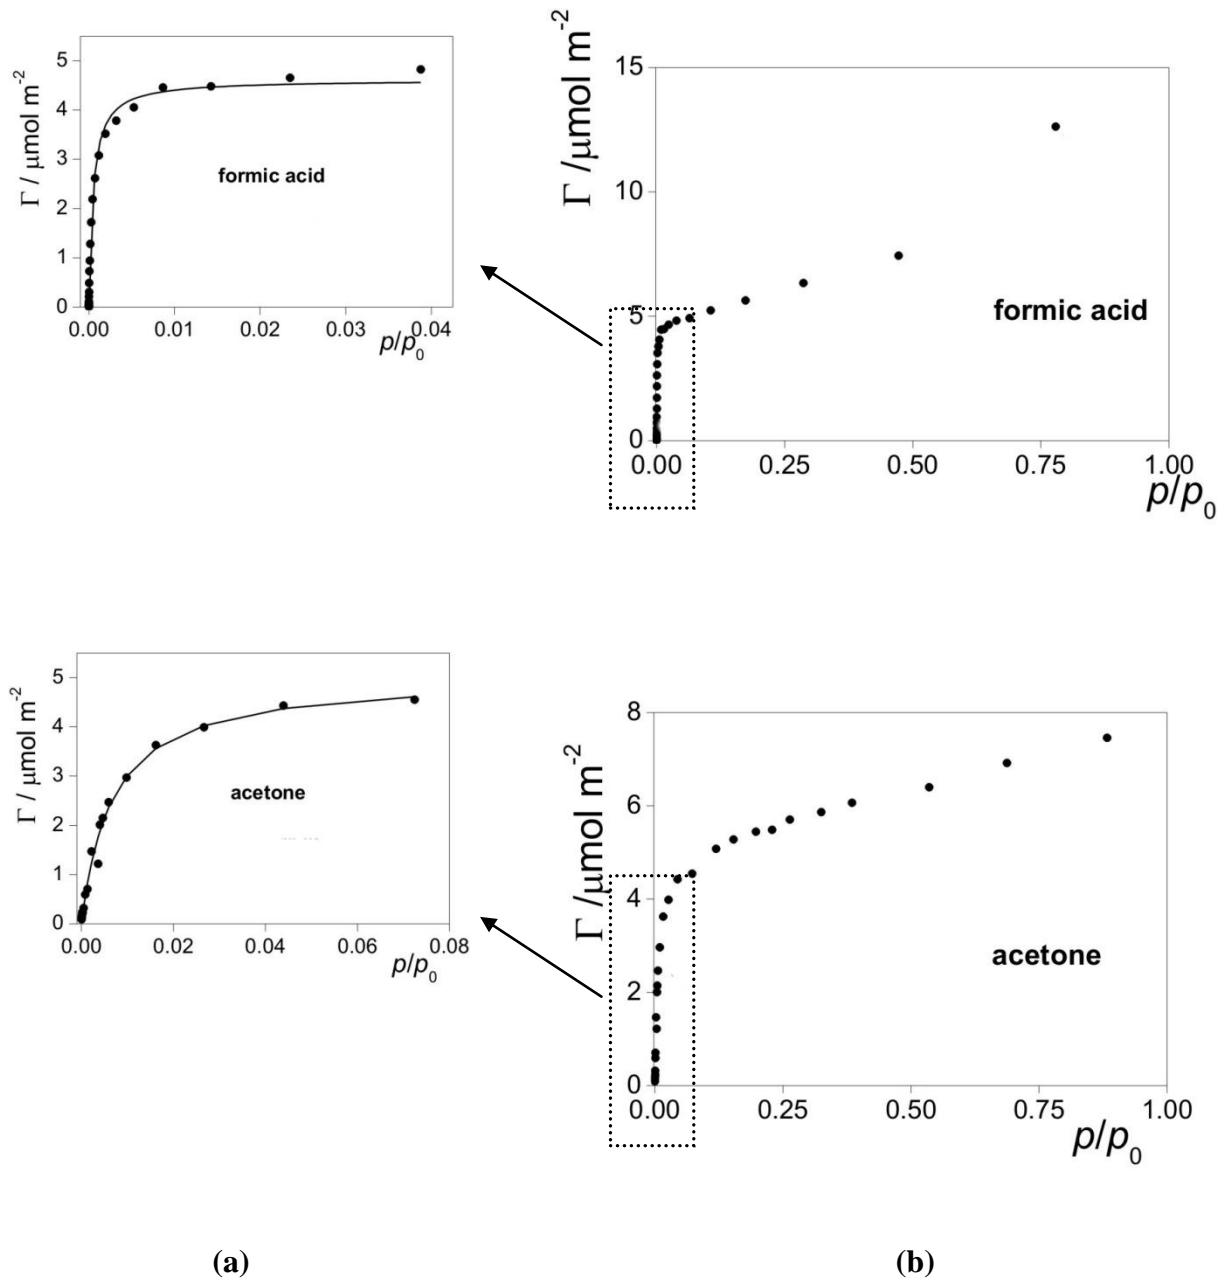 Γ / μmol m-2
5
4
3
2
1
0
formic acid
0.00 0.01 0.02 0.03 0.04
p/p0
Γ /μmol m-2
15
10
5
0
formic acid
0.00 0.25 0.50 0.75 1.00
p/p0
Γ / μmol m-2
5
4
3
2
1
0
acetone
0.00 0.02 0.04 0.06 0.08
p/p0
Γ /μmol m-2
8
6
4
2
0
acetone
0.00 0.25 0.50 0.75 1.00
p/p0
(a) (b)